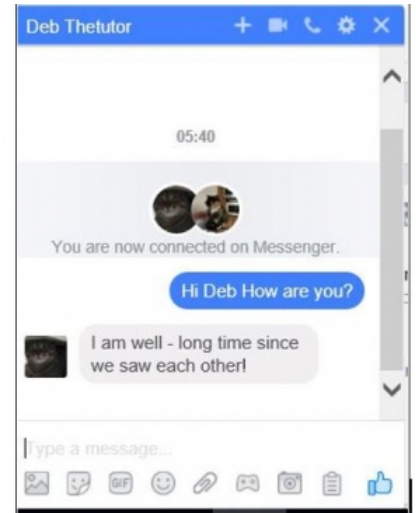 Deb Thetutor
05:40
You are now connected on Messenger.
Hi Deb How are you?
I am well - long time since
we saw each other!
Type a message...
GIF